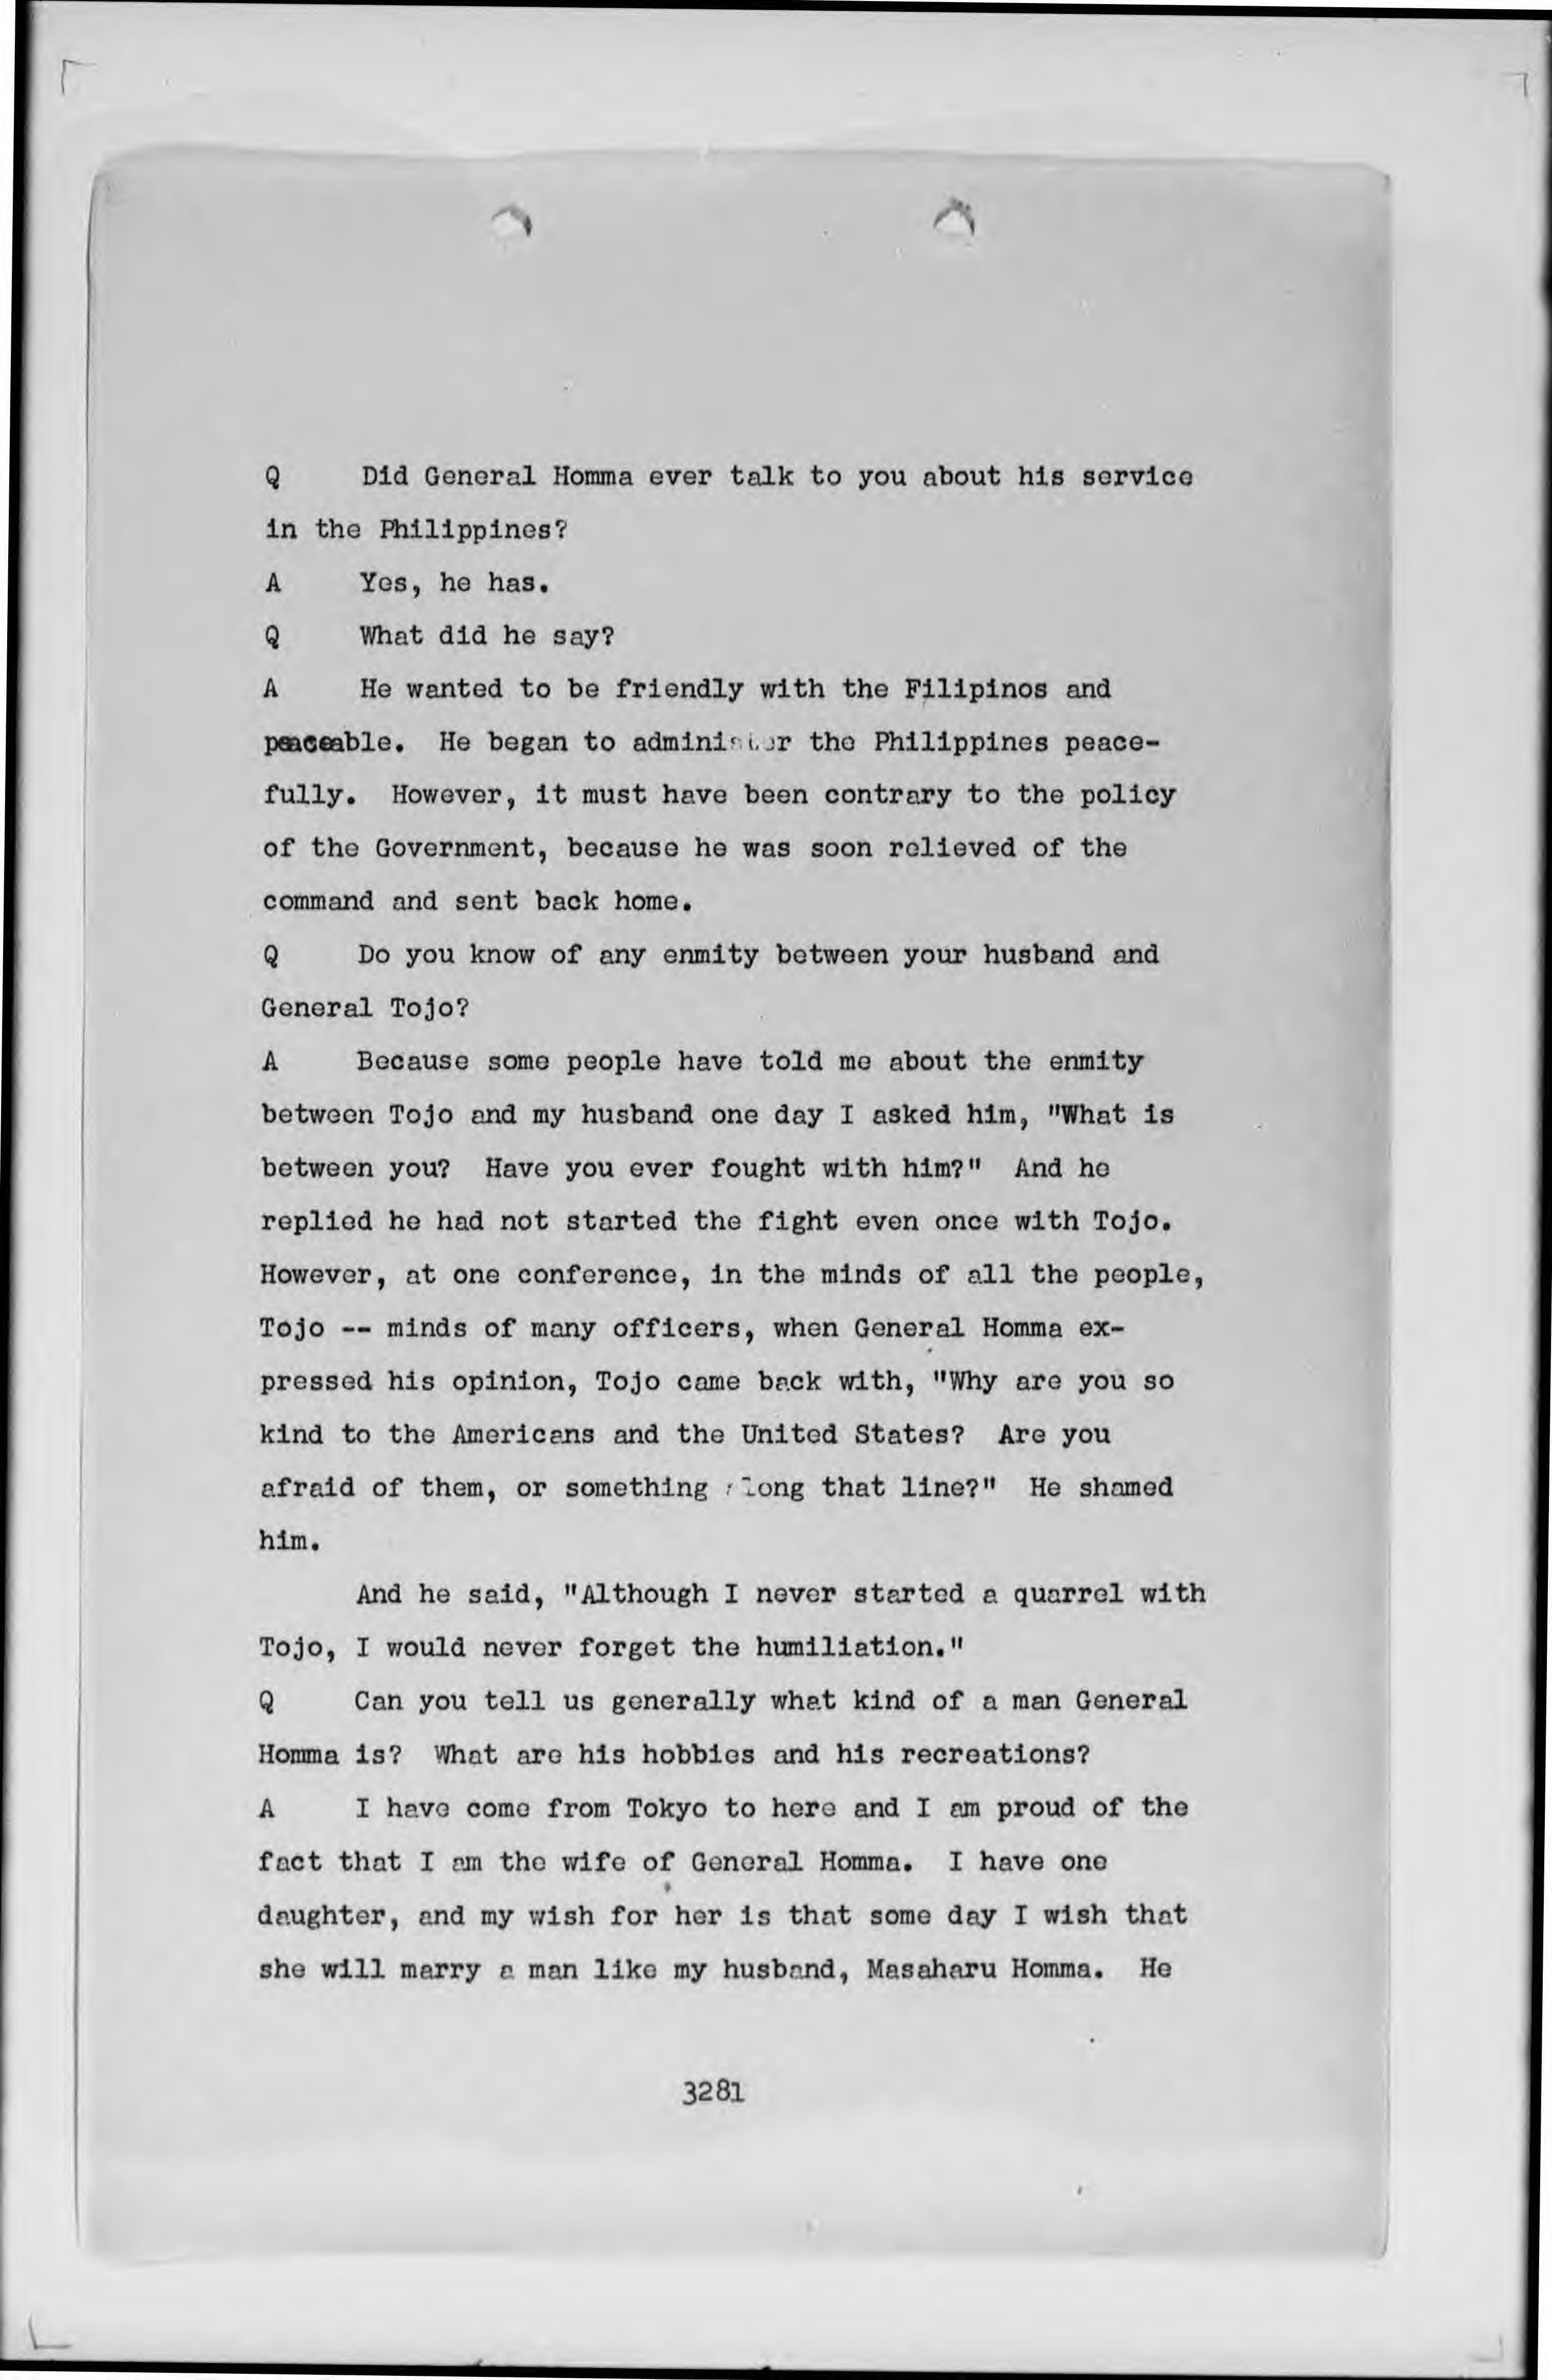 Q Did General Homma ever talk to you about his service
in the Philippines?
A Yes, he has.
Q What did he say?
A He wanted to be friendly with the Filipinos and
peaceable. He began to administer the Philippines peace-
fully. However, it must have been contrary to the policy
of the Government, because he was soon relieved of the
command and sent back home.
Q Do you know of any enmity between your husband and
General Tojo?
A Because some people have told me about the enmity
between Tojo and my husband one day I asked him, "What is
between you? Have you ever fought with him?" And he
replied he had not started the fight even once with Tojo.
However, at one conference, in the minds of all the people,
Tojo -- minds of many officers, when General Homma ex-
pressed his opinion, Tojo came back with, "Why are you so
kind to the Americans and the United States? Are you
afraid of them, or something along that line?" He shamed
him.
And he said, "Although I never started a quarrel with
Tojo, I would never forget the humiliation."
Q Can you tell us generally what kind of a man General
Homma is? What are his hobbies and his recreations?
A I have come from Tokyo to here and I am proud of the
fact that I am the wife of General Homma. I have one
daughter, and my wish for her is that some day I wish that
she will marry a man like my husband, Masaharu Homma. He
3281